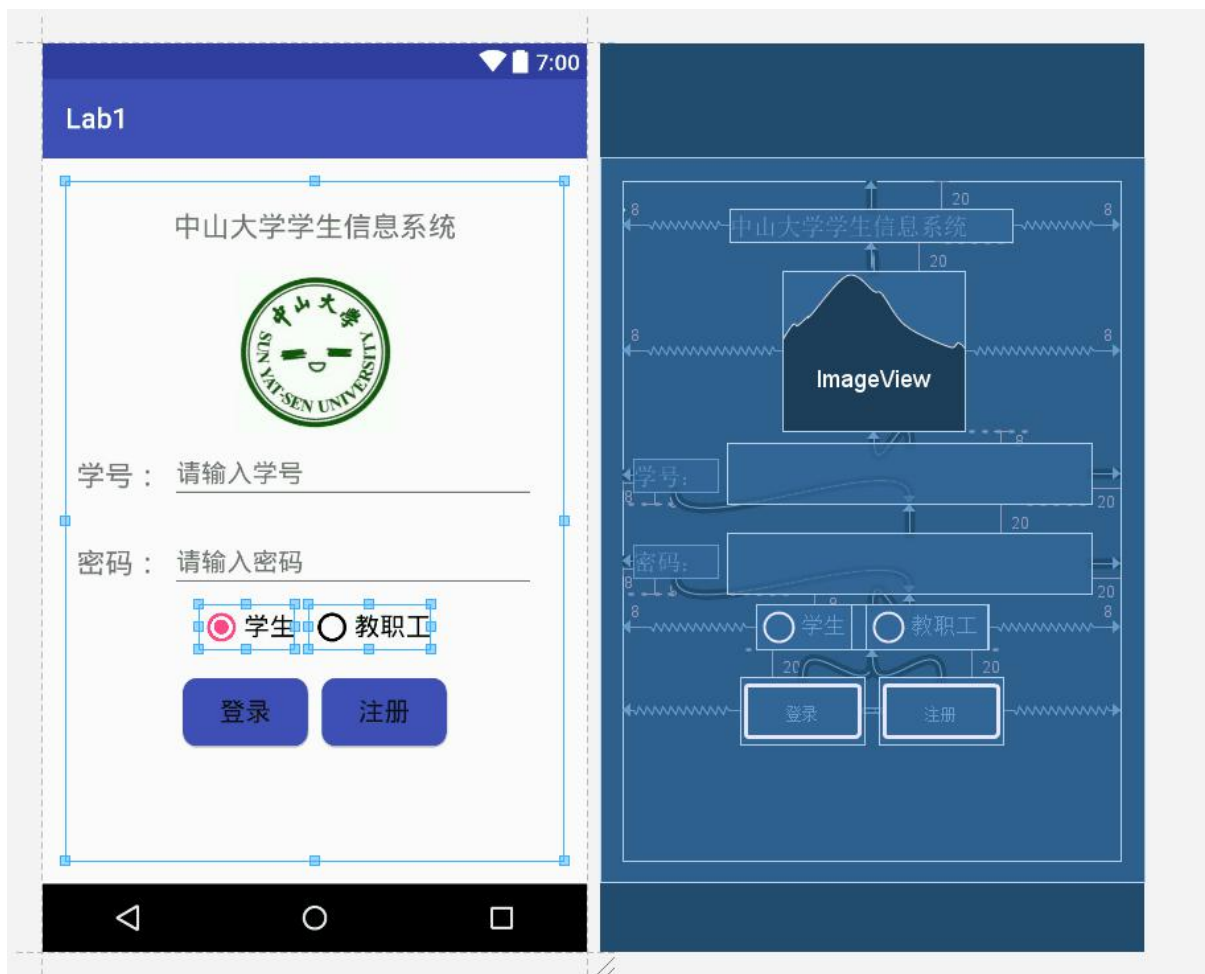 7:00
Lab1
中山大学学生信息系统
中山大学
SUN YAT-SEN UNIVERSITY
学号： 请输入学号
密码： 请输入密码
学生 教职工
登录 注册
20
8 中山大学学生信息系统 8
20
8 8
ImageView
8
学号:
8 20
20
密码:
8 20
8 8 8
学生 教职工
20 20
登录 注册